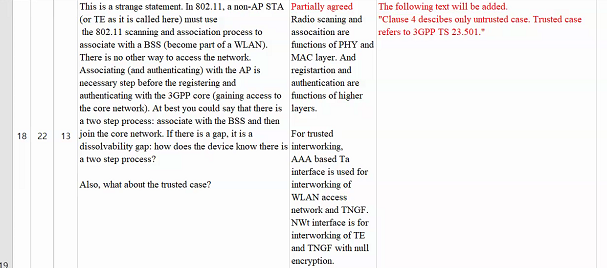 This is a strange statement. In 802.11, a non-AP STA
(or TE as it is called here) must use
the 802.11 scanning and association process to
associate with a BSS (become part of a WLAN).
There is no other way to access the network.
Associating (and authenticating) with the AP is
necessary step before the registering and
authenticating with the 3GPP core (gaining access to
the core network). At best you could say that there is
a two step process: associate with the BSS and then
join the core network. If there is a gap, it is a
dissolvability gap: how does the device know there is
a two step process?
Also, what about the trusted case?
Partially agreed
Radio scaning and
assocaition are
functions of PHY and
MAC layer. And
registartion and
authentication are
functions of higher
layers.
For trusted
interworking,
AAA based Ta
interface is used for
interworking of
WLAN access
network and TNGF.
NWt interface is for
interworking of TE
and TNGF with null
encryption.
The following text will be added.
"Clause 4 descibes only untrusted case. Trusted case
refers to 3GPP TS 23.501."
18 22 13
19